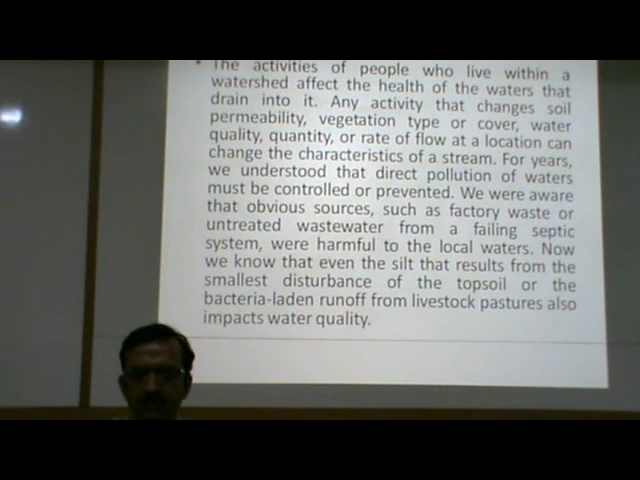 • The activities of people who live within a
watershed affect the health of the waters that
drain into it. Any activity that changes soil
permeability, vegetation type or cover, water
quality, quantity, or rate of flow at a location can
change the characteristics of a stream. For years,
we understood that direct pollution of waters
must be controlled or prevented. We were aware
that obvious sources, such as factory waste or
untreated wastewater from a failing septic
system, were harmful to the local waters. Now
we know that even the silt that results from the
smallest disturbance of the topsoil or the
bacteria-laden runoff from livestock pastures also
impacts water quality.